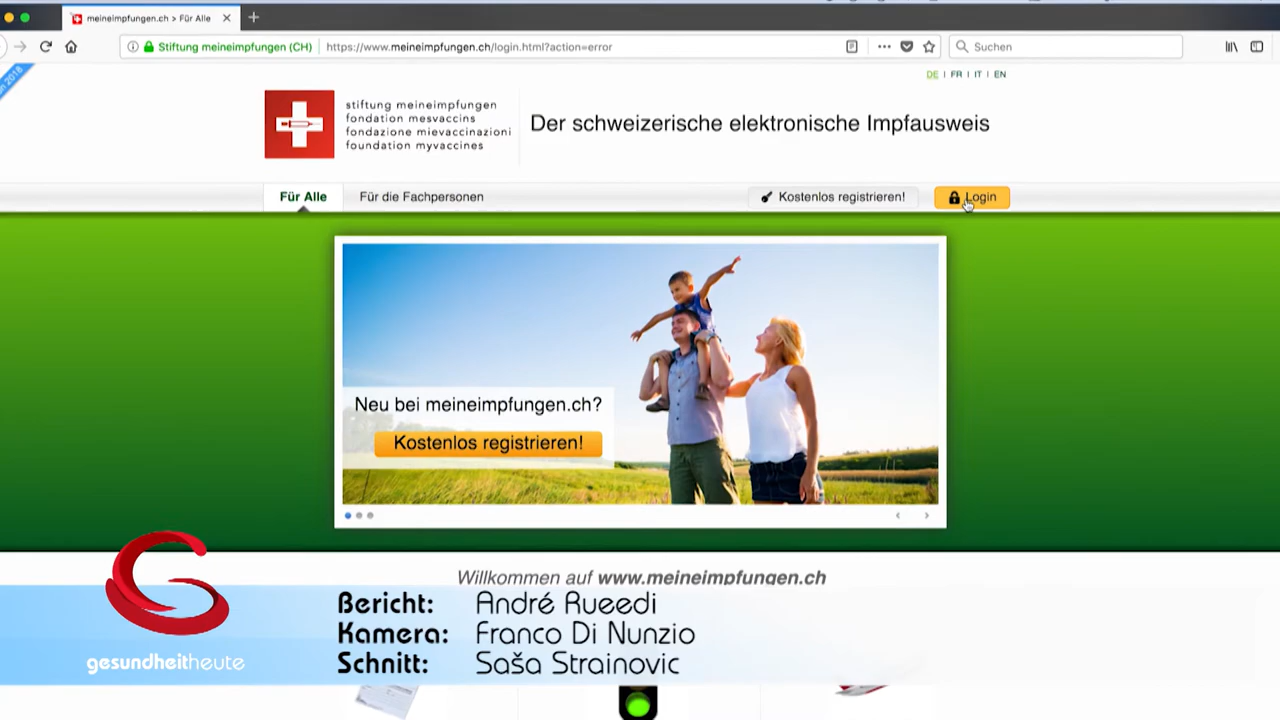 meineimpfungen.ch > Für Alle
Stiftung meineimpfungen (CH)
https://www.meineimpfungen.ch/login.html?action=error
Suchen
2018
DE | FR | IT | EN
stiftung meineimpfungen
fondation mesvaccins
fondazione mievaccinazioni
foundation myvaccines
Der schweizerische elektronische Impfausweis
Für Alle
Für die Fachpersonen
Kostenlos registrieren!
Login
Neu bei meineimpfungen.ch?
Kostenlos registrieren!
Willkommen auf www.meineimpfungen.ch
Bericht: André Rueedi
Kamera: Franco Di Nunzio
Schnitt: Saša Strainovic
gesundheitheute